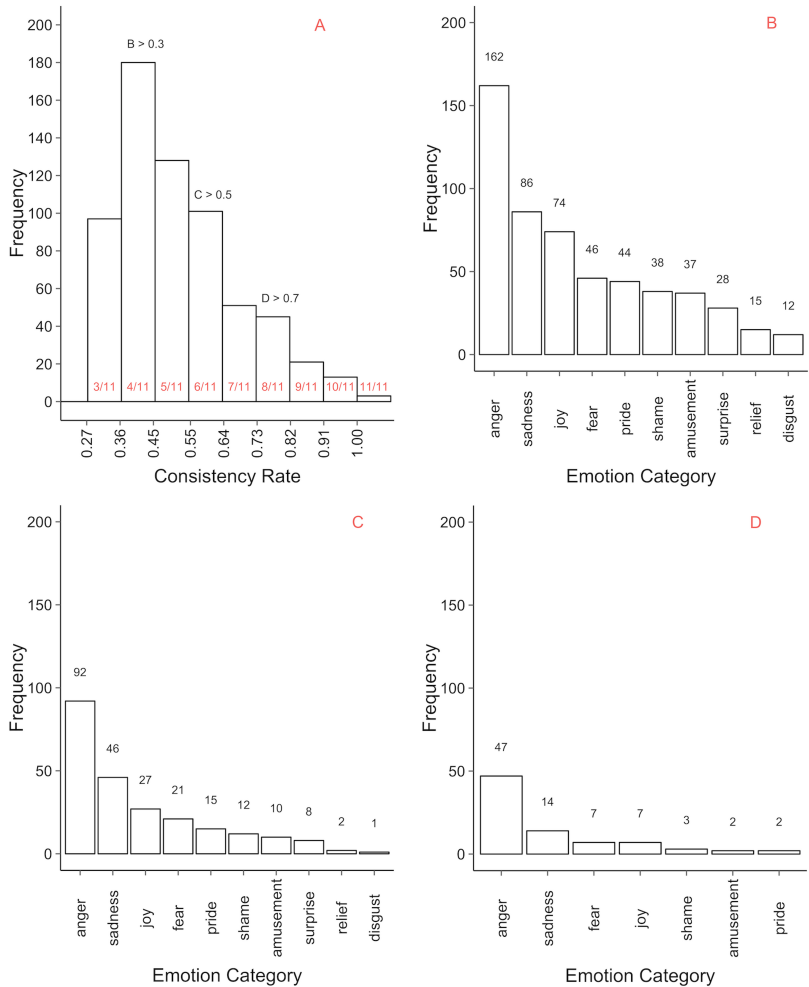 A
B > 0.3
C > 0.5
D > 0.7
Frequency
200
180
160
140
120
100
80
60
40
20
0
3/11 4/11 5/11 6/11 7/11 8/11 9/11 10/11 11/11
0.27 0.36 0.45 0.55 0.64 0.73 0.82 0.91 1.00
Consistency Rate
B
Frequency
200
150
100
50
0
162 86 74 46 44 38 37 28 15 12
anger sadness joy fear pride shame amusement surprise relief disgust
Emotion Category
C
Frequency
200
150
100
50
0
92 46 27 21 15 12 10 8 2 1
anger sadness joy fear pride shame amusement surprise relief disgust
Emotion Category
D
Frequency
200
150
100
50
0
47 14 7 7 3 2 2
anger sadness fear joy shame amusement pride
Emotion Category